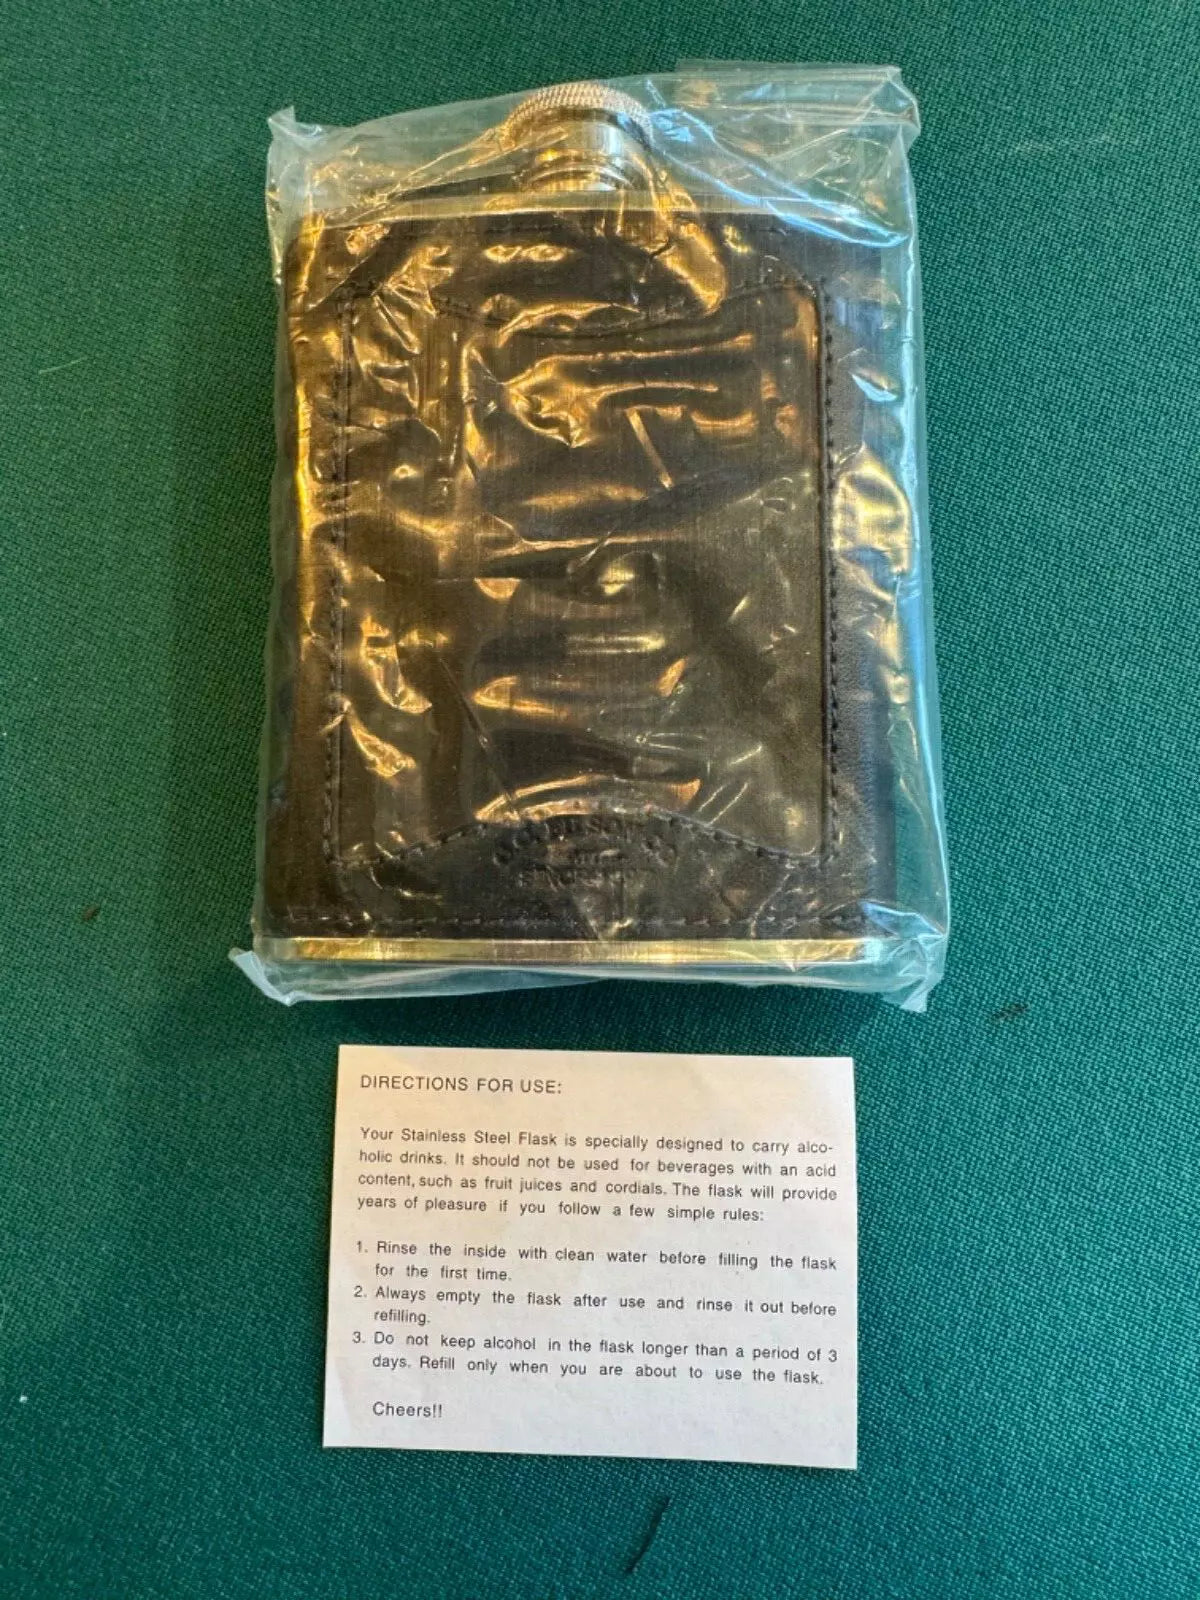 C.C. FILSON CO.
SINCE 1897
DIRECTIONS FOR USE:
Your Stainless Steel Flask is specially designed to carry alco-
holic drinks. It should not be used for beverages with an acid
content, such as fruit juices and cordials. The flask will provide
years of pleasure if you follow a few simple rules:
1. Rinse the inside with clean water before filling the flask
for the first time.
2. Always empty the flask after use and rinse it out before
refilling.
3. Do not keep alcohol in the flask longer than a period of 3
days. Refill only when you are about to use the flask.
Cheers!!